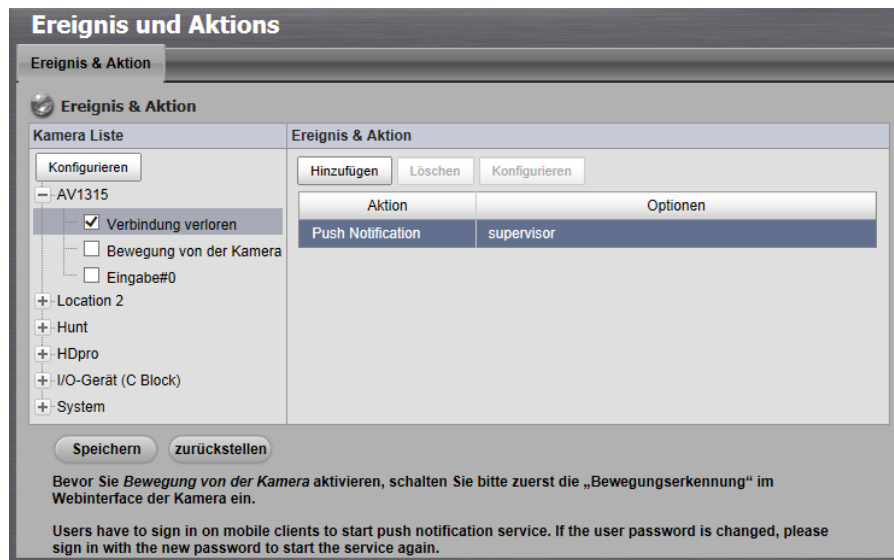 Ereignis und Aktions
Ereignis & Aktion
Ereignis & Aktion
Kamera Liste
Konfigurieren
AV1315
Verbindung verloren
Bewegung von der Kamera
Eingabe#0
Location 2
Hunt
HDpro
I/O-Gerät (C Block)
System
Ereignis & Aktion
Hinzufügen Löschen Konfigurieren
Aktion Optionen
Push Notification supervisor
Speichern zurückstellen
Bevor Sie Bewegung von der Kamera aktivieren, schalten Sie bitte zuerst die „Bewegungserkennung“ im
Webinterface der Kamera ein.
Users have to sign in on mobile clients to start push notification service. If the user password is changed, please
sign in with the new password to start the service again.